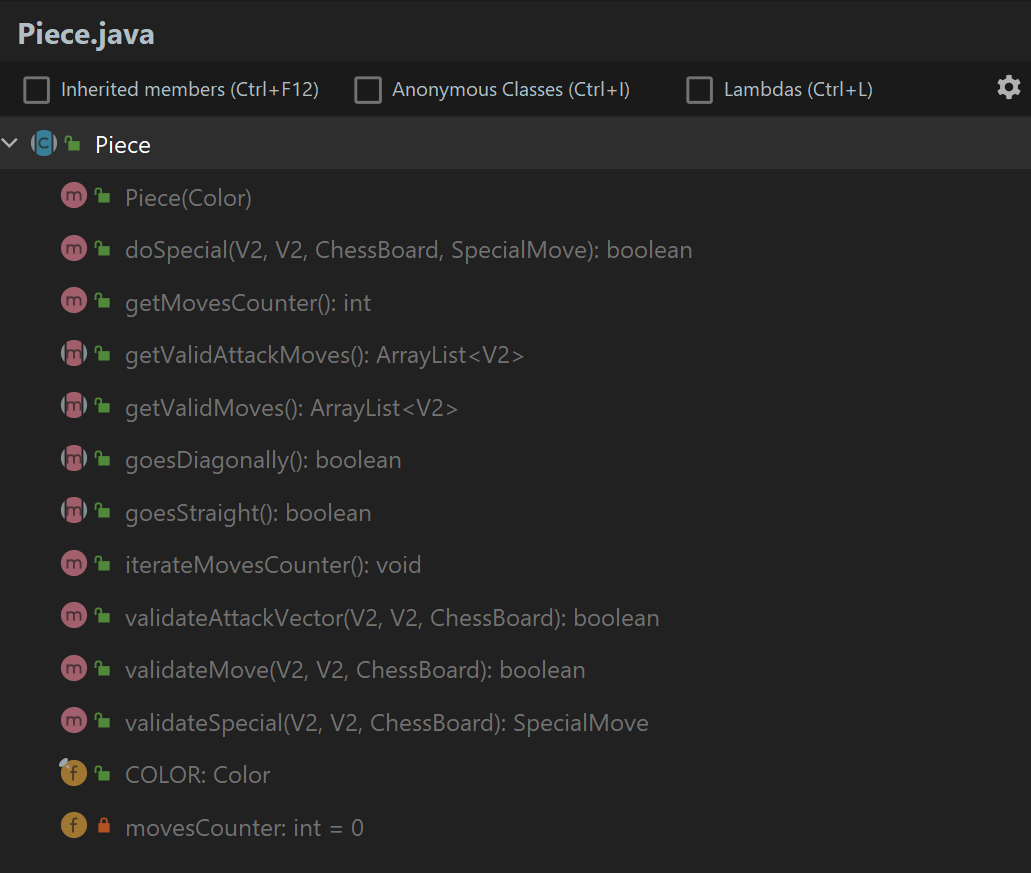 Piece.java
Inherited members (Ctrl+F12) Anonymous Classes (Ctrl+I) Lambdas (Ctrl+L)
C Piece
m Piece(Color)
m doSpecial(V2, V2, ChessBoard, SpecialMove): boolean
m getMovesCounter(): int
m getValidAttackMoves(): ArrayList<V2>
m getValidMoves(): ArrayList<V2>
m goesDiagonally(): boolean
m goesStraight(): boolean
m iterateMovesCounter(): void
m validateAttackVector(V2, V2, ChessBoard): boolean
m validateMove(V2, V2, ChessBoard): boolean
m validateSpecial(V2, V2, ChessBoard): SpecialMove
f COLOR: Color
f movesCounter: int = 0